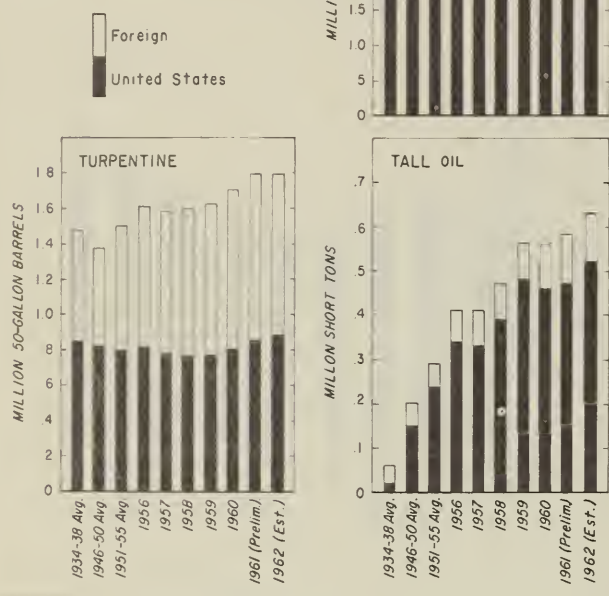 Foreign
United States
MILLI
1.5
1.0
5
0
TURPENTINE
MILLION 50-GALLON BARRELS
1 8
1.6
1.4
1 2
1.0
8
6
4
2
0
1934-38 Avg.
1946-50 Avg.
1951-55 Avg.
1956
1957
1958
1959
1960
1961 (Prelim.)
1962 (Est.)
TALL OIL
MILLON SHORT TONS
.7
.6
.5
.4
.3
.2
.1
0
1934-38 Avg.
1946-50 Avg.
1951-55 Avg.
1956
1957
1958
1959
1960
1961 (Prelim)
1962 (Est.)